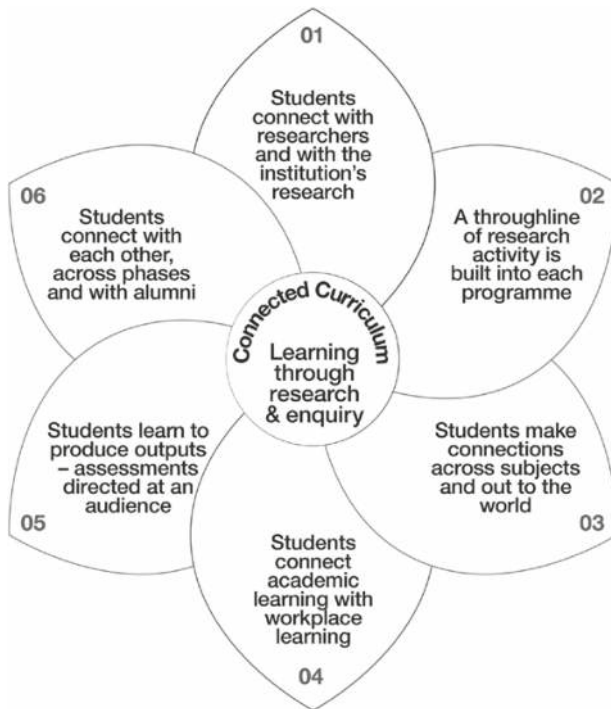 01
Students
connect with
researchers
and with the
institution's
research
02
A throughline
of research
activity is
built into each
programme
Students make
connections
across subjects
and out to the
world
03
Students
connect
academic
learning with
workplace
learning
04
Students learn to
produce outputs
– assessments
directed at an
audience
05
06
Students
connect with
each other,
across phases
and with alumni
Connected Curriculum
Learning
through
research
& enquiry